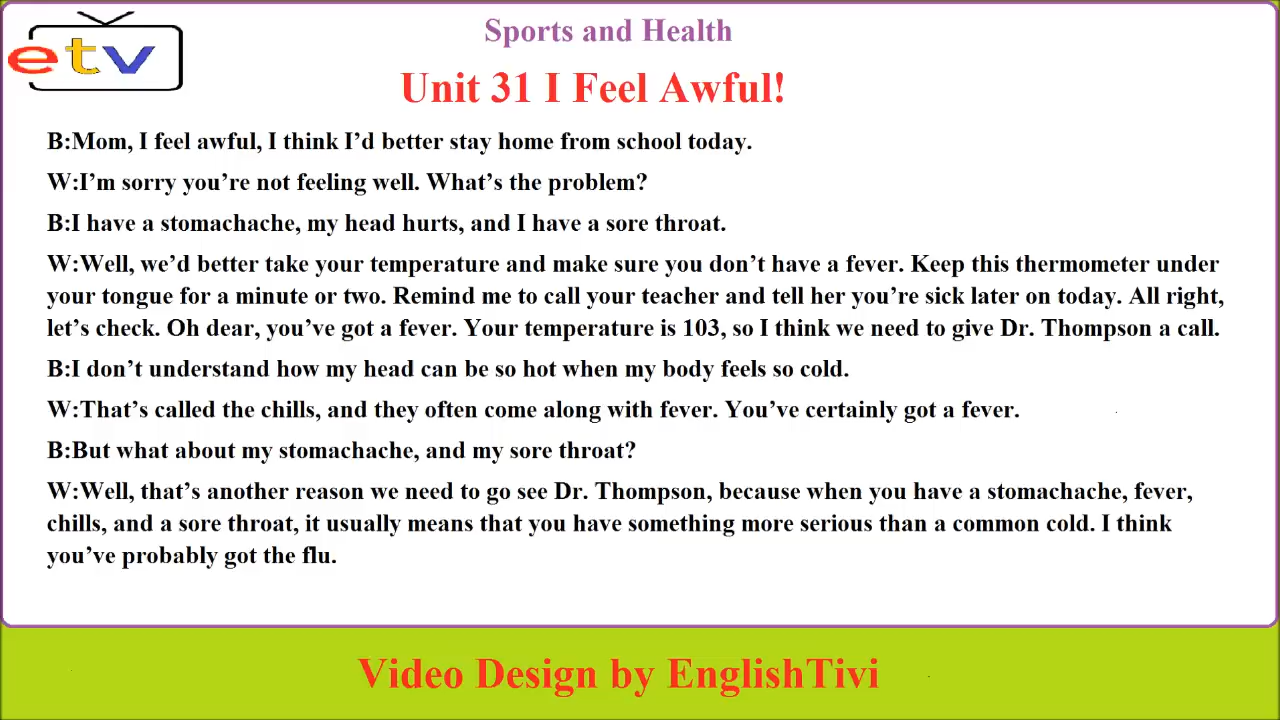 etv
Sports and Health
Unit 31 I Feel Awful!
B:Mom, I feel awful, I think I’d better stay home from school today.
W:I’m sorry you’re not feeling well. What’s the problem?
B:I have a stomachache, my head hurts, and I have a sore throat.
W:Well, we’d better take your temperature and make sure you don’t have a fever. Keep this thermometer under
your tongue for a minute or two. Remind me to call your teacher and tell her you’re sick later on today. All right,
let’s check. Oh dear, you’ve got a fever. Your temperature is 103, so I think we need to give Dr. Thompson a call.
B:I don’t understand how my head can be so hot when my body feels so cold.
W:That’s called the chills, and they often come along with fever. You’ve certainly got a fever.
B:But what about my stomachache, and my sore throat?
W:Well, that’s another reason we need to go see Dr. Thompson, because when you have a stomachache, fever,
chills, and a sore throat, it usually means that you have something more serious than a common cold. I think
you’ve probably got the flu.
Video Design by EnglishTivi